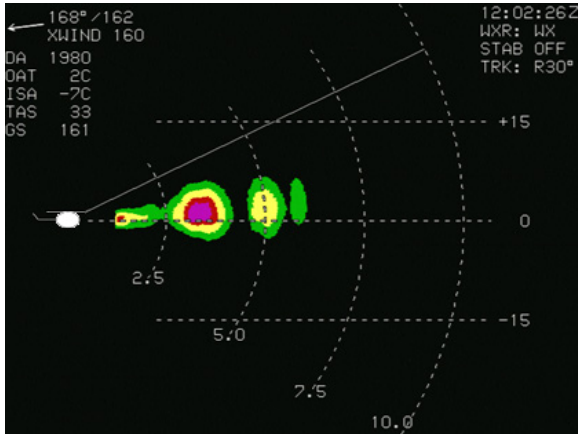 168°/162
XWIND 160
DA 1980
OAT 2C
ISA -7C
TAS 33
GS 161
12:02:26Z
WXR: WX
STAB OFF
TRK: R30°
+15
0
-15
2.5
5.0
7.5
10.0